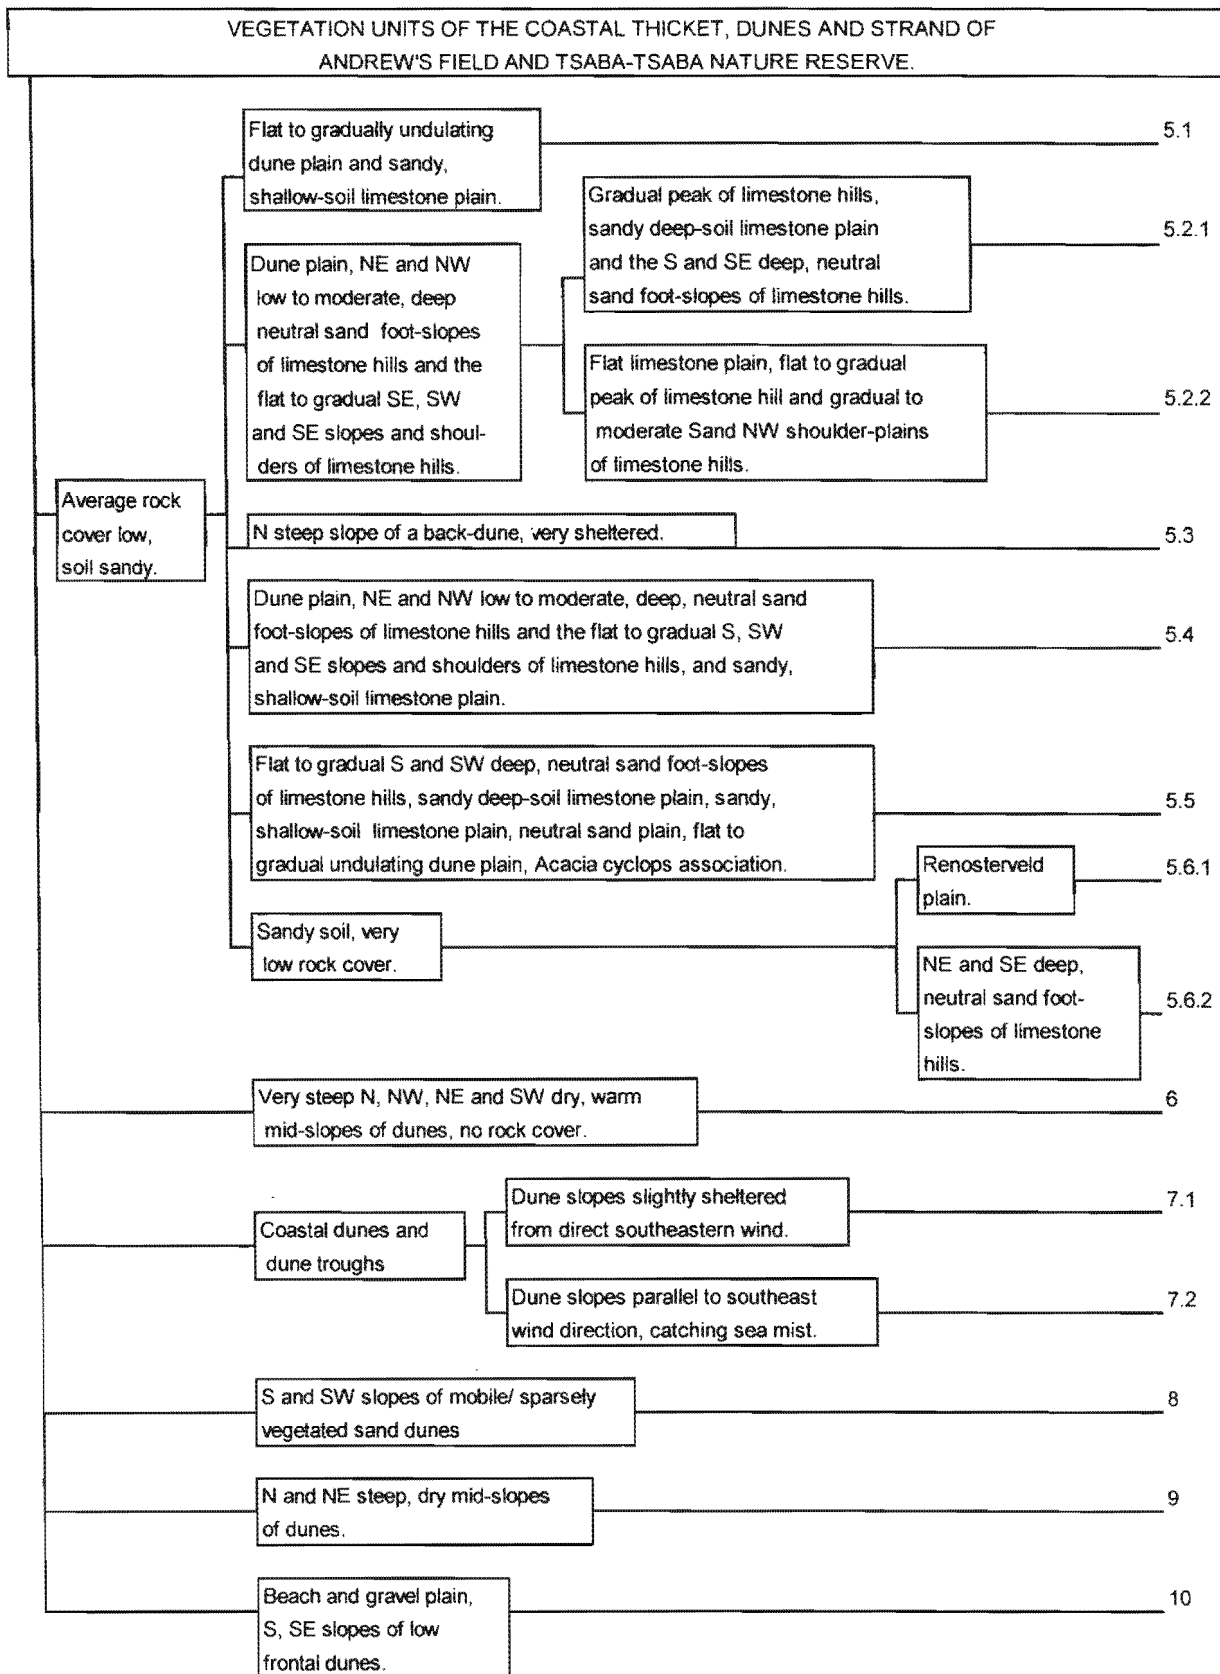 VEGETATION UNITS OF THE COASTAL THICKET, DUNES AND STRAND OF
ANDREW'S FIELD AND TSABA-TSABA NATURE RESERVE.
Average rock
cover low,
soil sandy.
Flat to gradually undulating
dune plain and sandy,
shallow-soil limestone plain.
5.1
Dune plain, NE and NW
low to moderate, deep
neutral sand foot-slopes
of limestone hills and the
flat to gradual SE, SW
and SE slopes and shoul-
ders of limestone hills.
Gradual peak of limestone hills,
sandy deep-soil limestone plain
and the S and SE deep, neutral
sand foot-slopes of limestone hills.
5.2.1
Flat limestone plain, flat to gradual
peak of limestone hill and gradual to
moderate Sand NW shoulder-plains
of limestone hills.
5.2.2
N steep slope of a back-dune, very sheltered.
5.3
Dune plain, NE and NW low to moderate, deep, neutral sand
foot-slopes of limestone hills and the flat to gradual S, SW
and SE slopes and shoulders of limestone hills, and sandy,
shallow-soil limestone plain.
5.4
Flat to gradual S and SW deep, neutral sand foot-slopes
of limestone hills, sandy deep-soil limestone plain, sandy,
shallow-soil limestone plain, neutral sand plain, flat to
gradual undulating dune plain, Acacia cyclops association.
5.5
Sandy soil, very
low rock cover.
Renosterveld
plain.
5.6.1
NE and SE deep,
neutral sand foot-
slopes of limestone
hills.
5.6.2
Very steep N, NW, NE and SW dry, warm
mid-slopes of dunes, no rock cover.
6
Coastal dunes and
dune troughs
Dune slopes slightly sheltered
from direct southeastern wind.
7.1
Dune slopes parallel to southeast
wind direction, catching sea mist.
7.2
S and SW slopes of mobile/ sparsely
vegetated sand dunes
8
N and NE steep, dry mid-slopes
of dunes.
9
Beach and gravel plain,
S, SE slopes of low
frontal dunes.
10